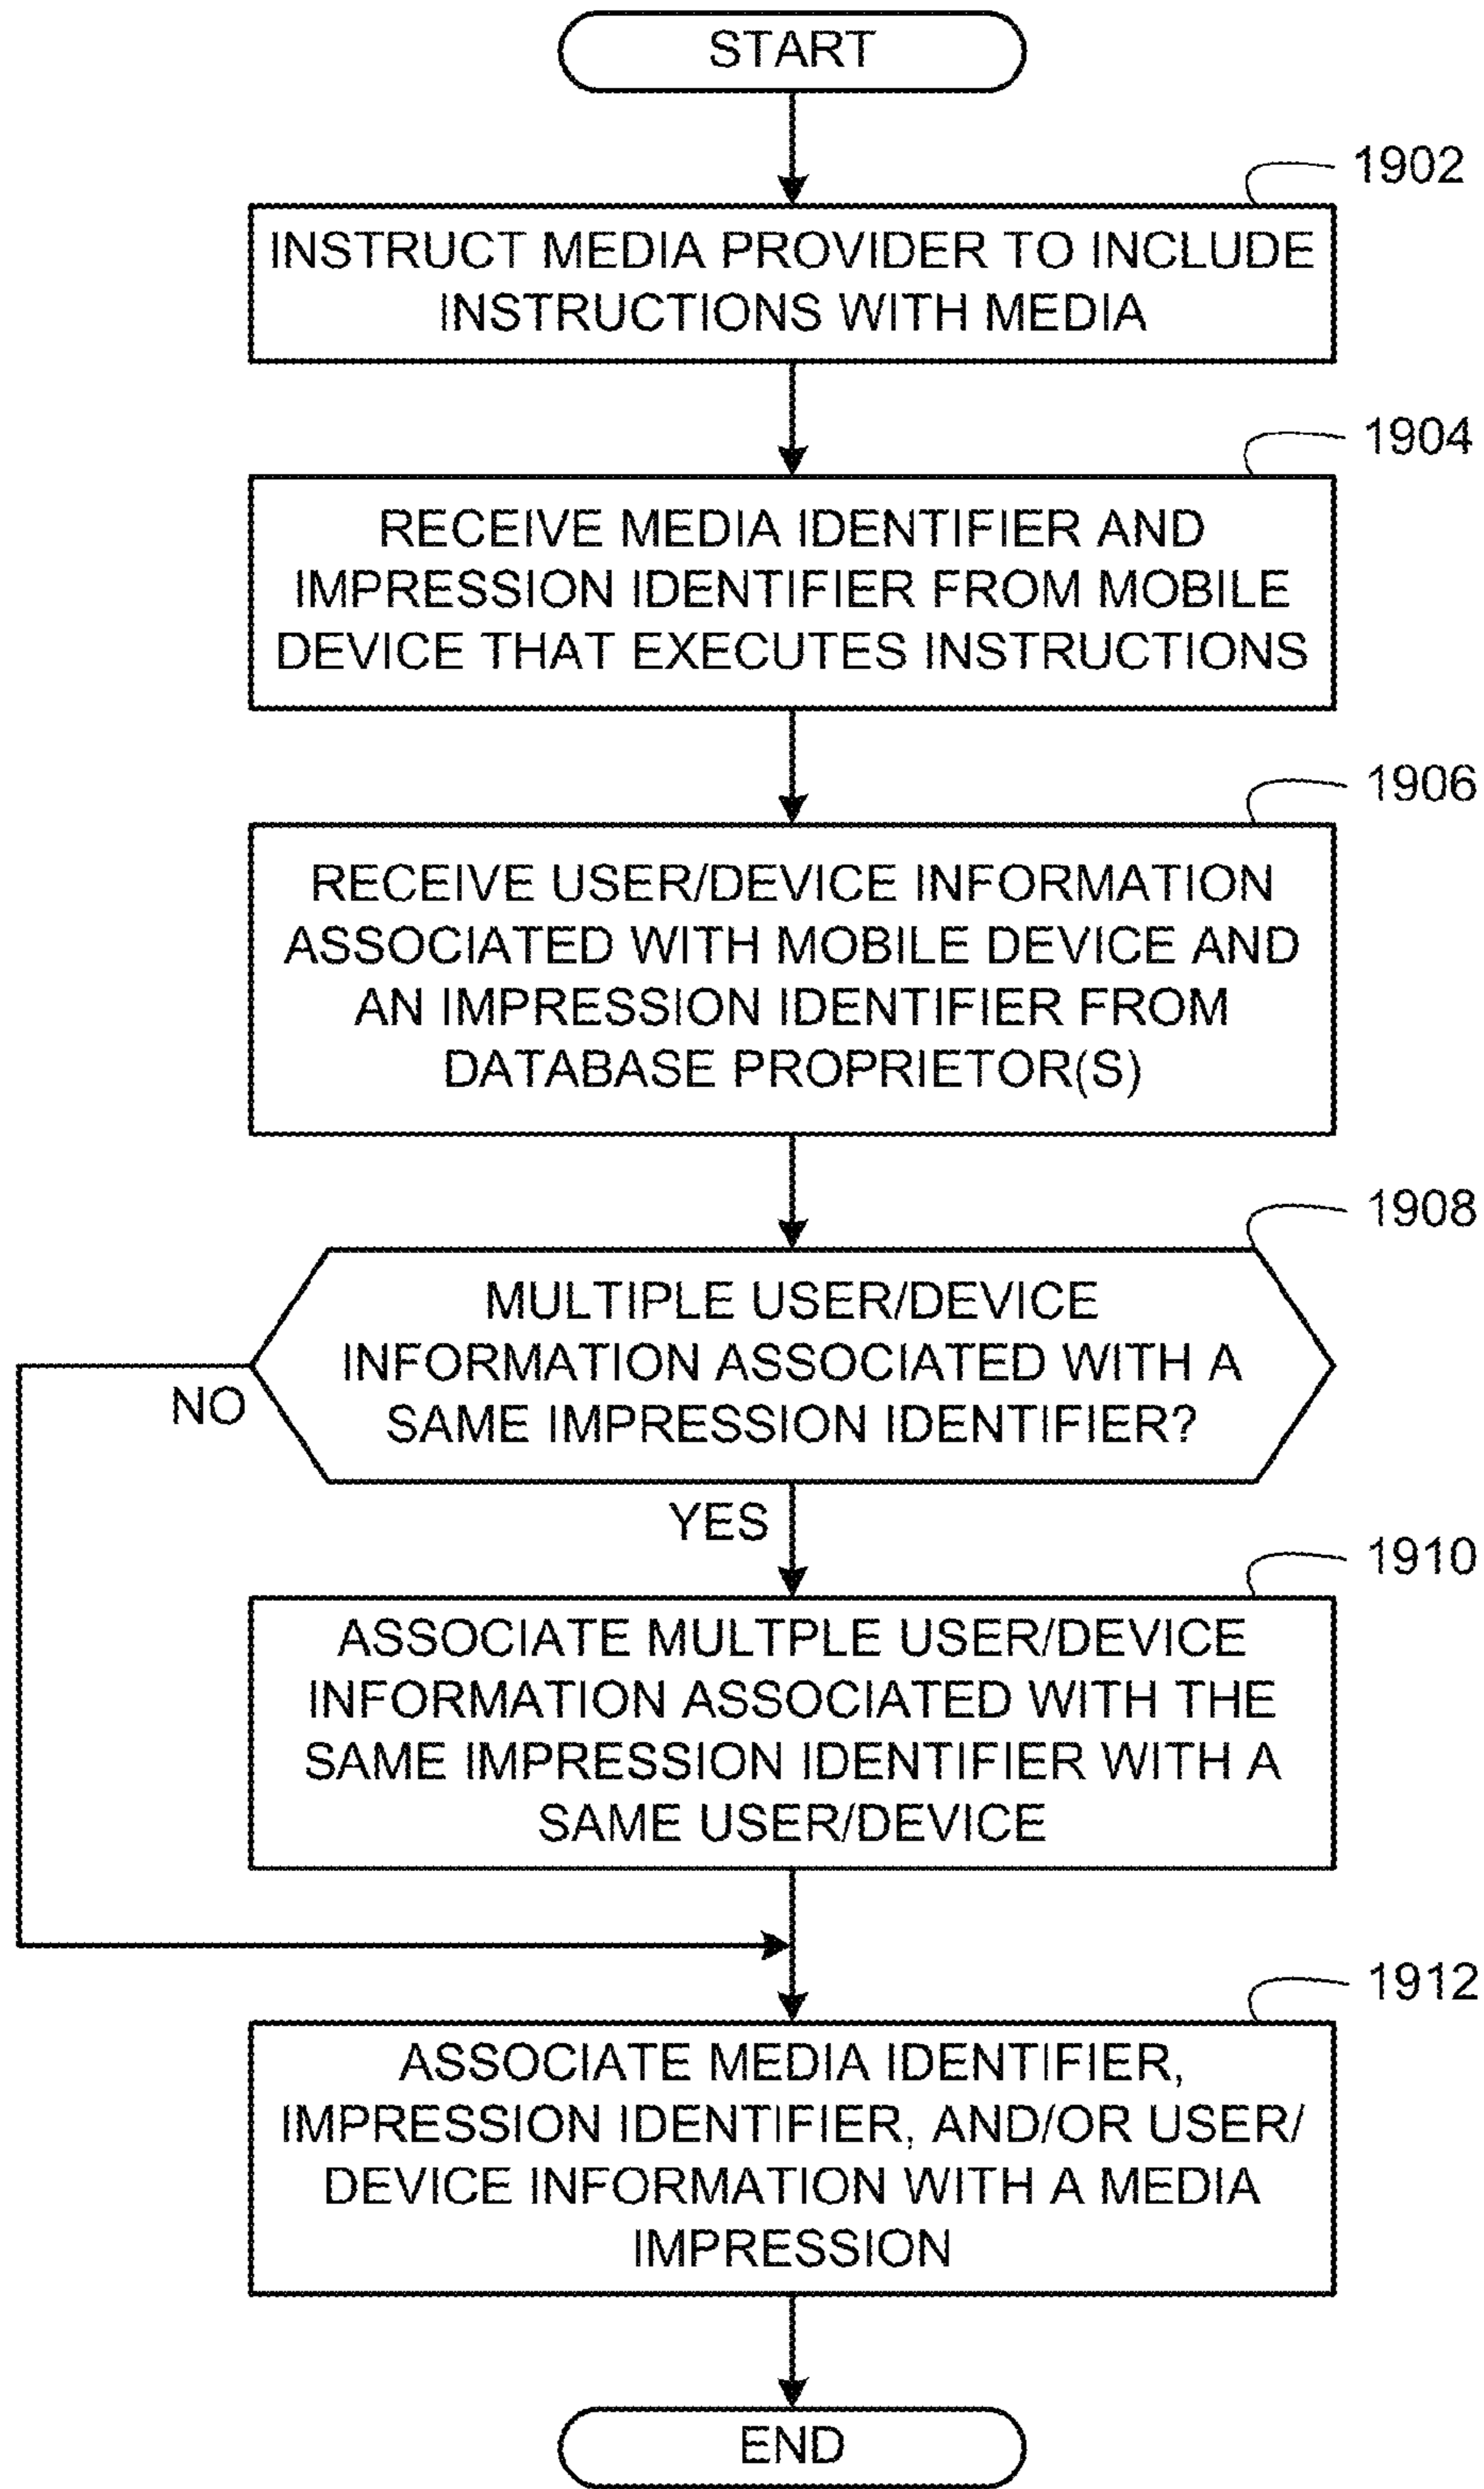 START
1902
INSTRUCT MEDIA PROVIDER TO INCLUDE
INSTRUCTIONS WITH MEDIA
1904
RECEIVE MEDIA IDENTIFIER AND
IMPRESSION IDENTIFIER FROM MOBILE
DEVICE THAT EXECUTES INSTRUCTIONS
1906
RECEIVE USER/DEVICE INFORMATION
ASSOCIATED WITH MOBILE DEVICE AND
AN IMPRESSION IDENTIFIER FROM
DATABASE PROPRIETOR(S)
1908
MULTIPLE USER/DEVICE
INFORMATION ASSOCIATED WITH A
SAME IMPRESSION IDENTIFIER?
NO
YES
1910
ASSOCIATE MULTPLE USER/DEVICE
INFORMATION ASSOCIATED WITH THE
SAME IMPRESSION IDENTIFIER WITH A
SAME USER/DEVICE
1912
ASSOCIATE MEDIA IDENTIFIER,
IMPRESSION IDENTIFIER, AND/OR USER/
DEVICE INFORMATION WITH A MEDIA
IMPRESSION
END